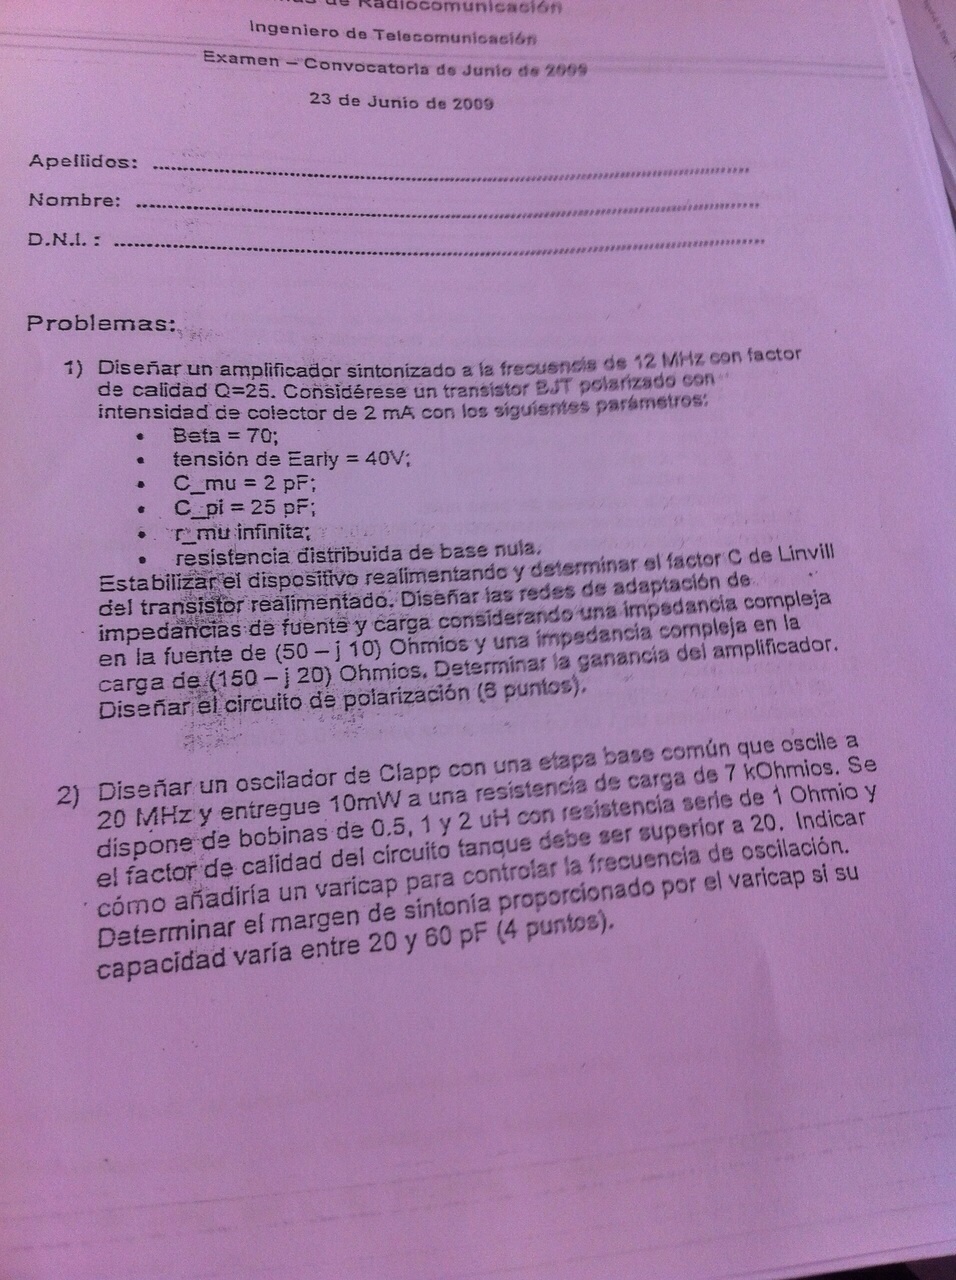 de Radiocomunicación
Ingeniero de Telecomunicación
Examen – Convocatoria de Junio de 2009
23 de Junio de 2009
Apellidos: ........................................................
Nombre: ........................................................
D.N.I. : ........................................................
Problemas:
1) Diseñar un amplificador sintonizado a la frecuencia de 12 MHz con factor
de calidad Q=25. Considérese un transistor BJT polarizado con
intensidad de colector de 2 mA con los siguientes parámetros:
• Beta = 70;
• tensión de Early = 40V;
• C_mu = 2 pF;
• C_pi = 25 pF;
• r_mu infinita;
• resistencia distribuida de base nula.
Estabilizar el dispositivo realimentando y determinar el factor C de Linvill
del transistor realimentado. Diseñar las redes de adaptación de
impedancias de fuente y carga considerando una impedancia compleja
en la fuente de (50 – j 10) Ohmios y una impedancia compleja en la
carga de (150 – j 20) Ohmios. Determinar la ganancia del amplificador.
Diseñar el circuito de polarización (6 puntos).
2) Diseñar un oscilador de Clapp con una etapa base común que oscile a
20 MHz y entregue 10mW a una resistencia de carga de 7 kOhmios. Se
dispone de bobinas de 0.5, 1 y 2 uH con resistencia serie de 1 Ohmio y
el factor de calidad del circuito tanque debe ser superior a 20. Indicar
cómo añadiría un varicap para controlar la frecuencia de oscilación.
Determinar el margen de sintonía proporcionado por el varicap si su
capacidad varía entre 20 y 60 pF (4 puntos).